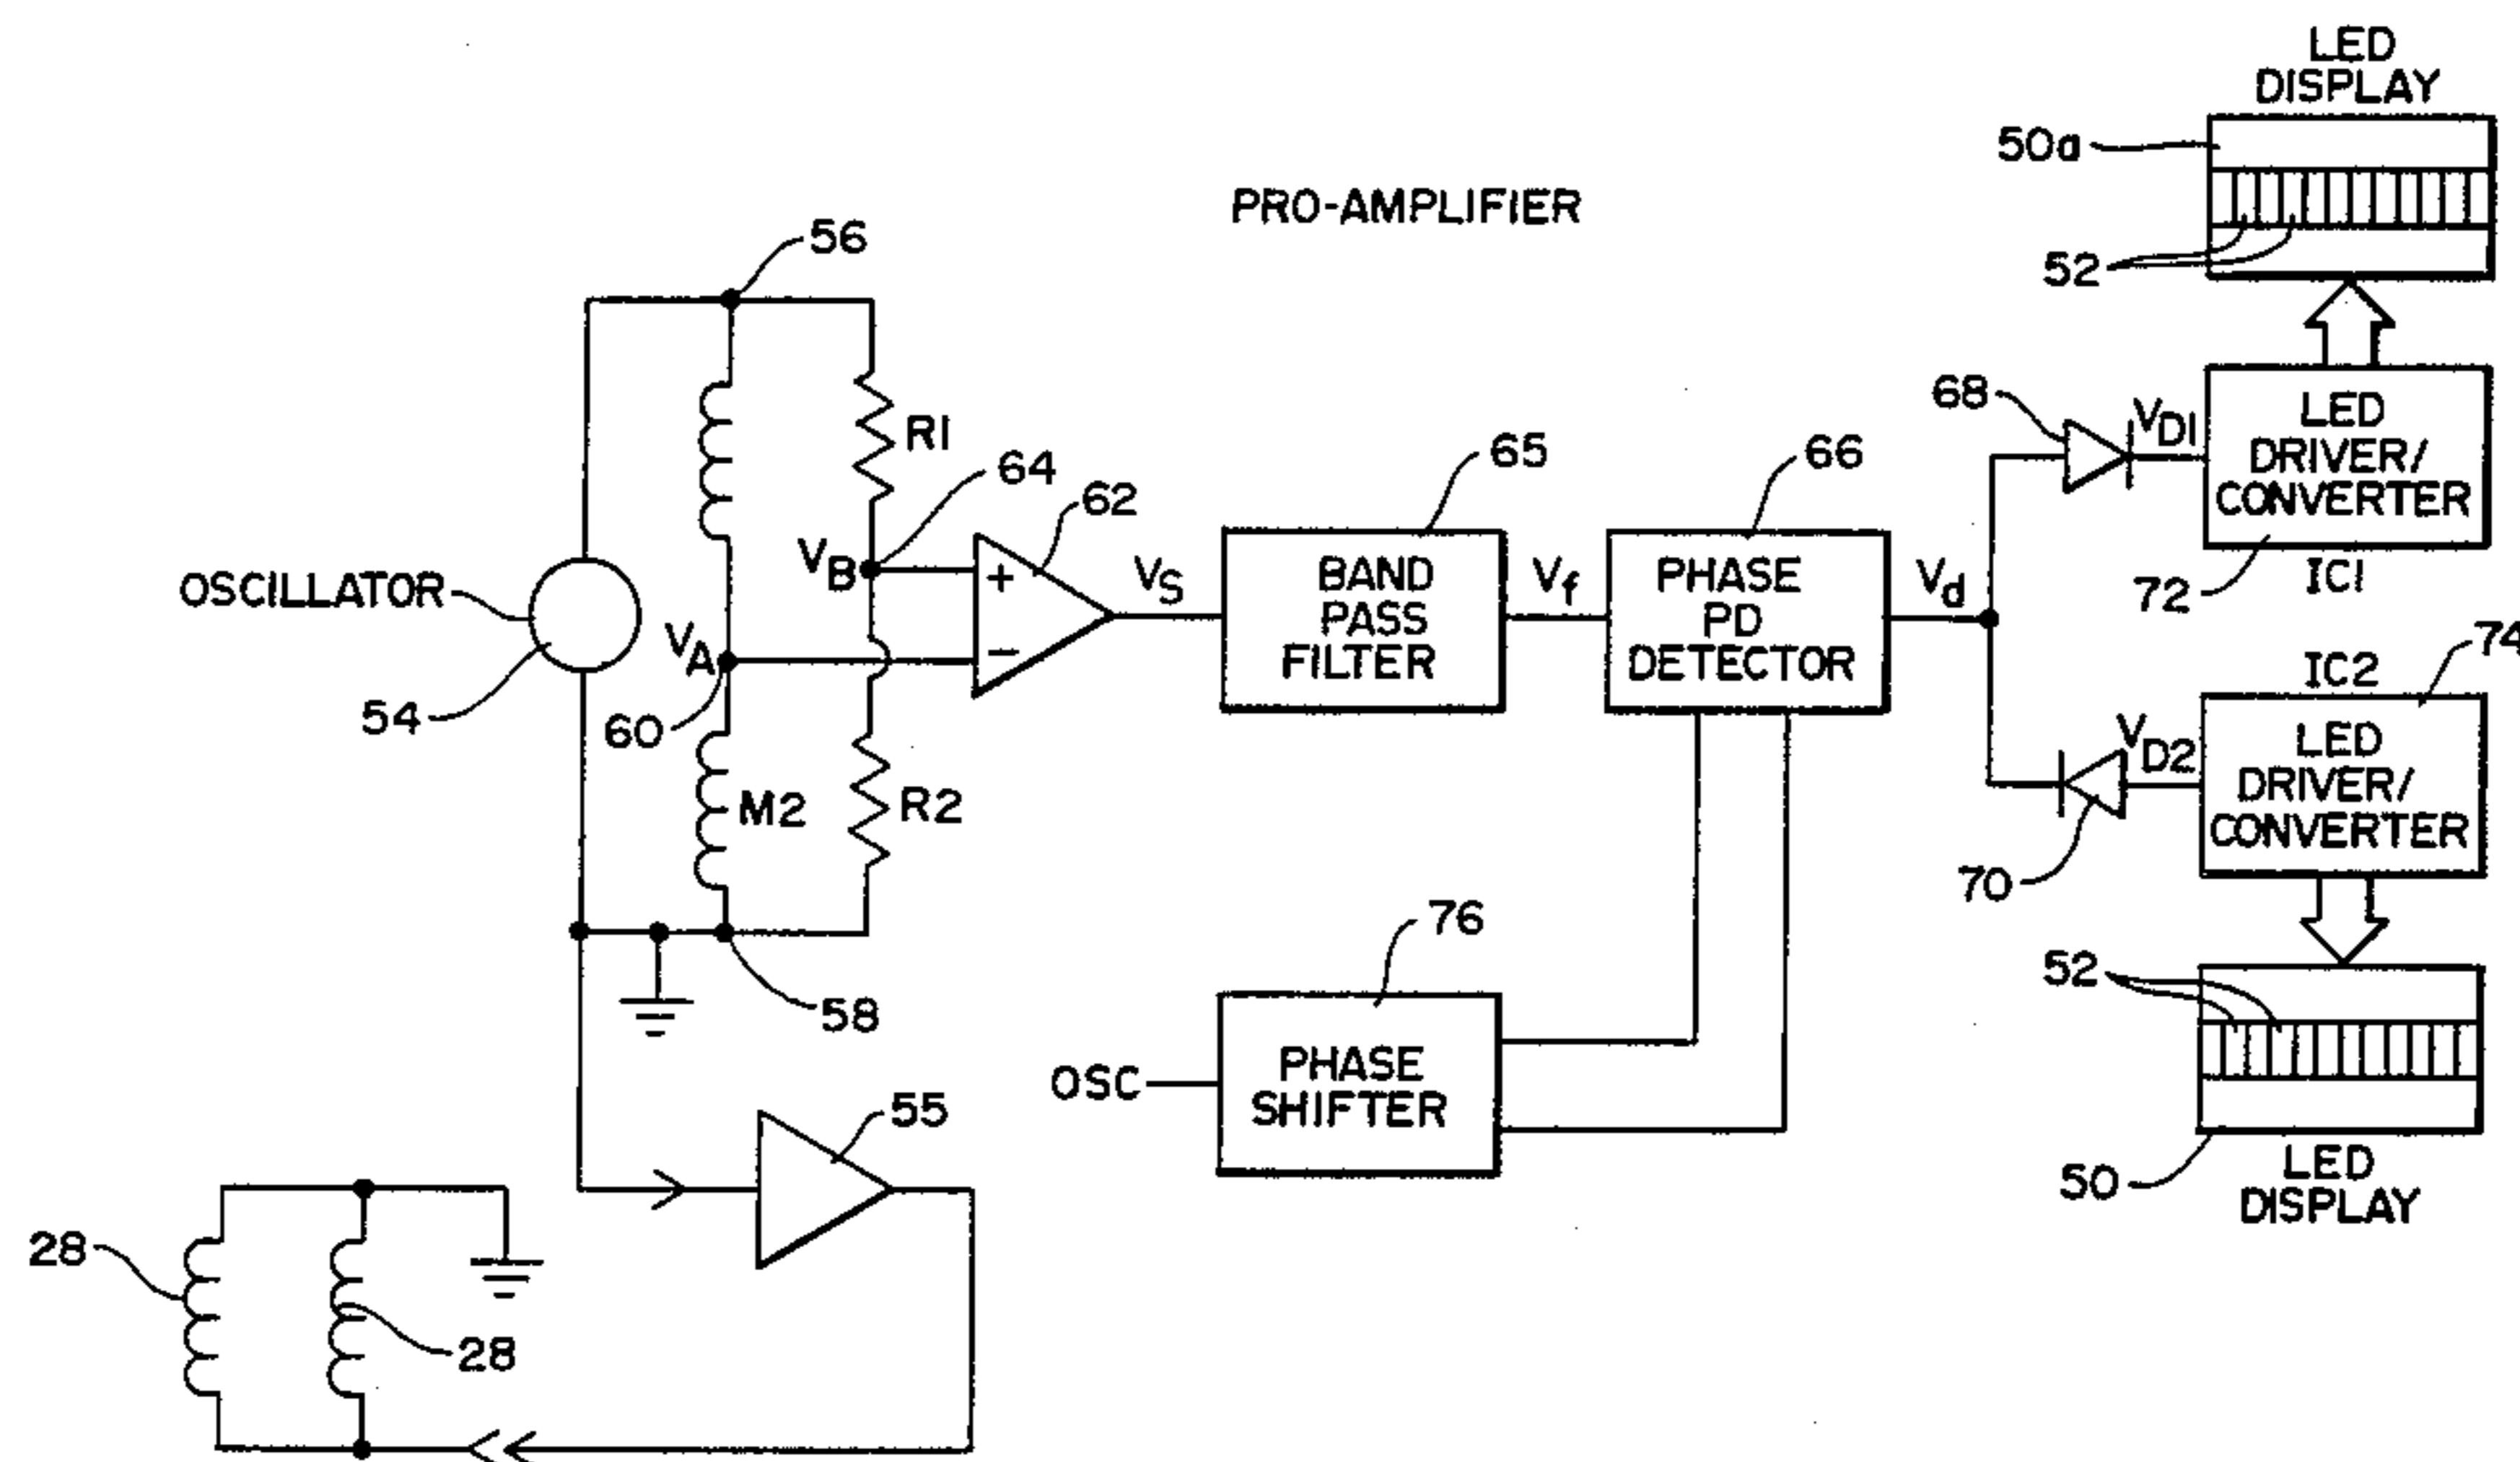 LED
DISPLAY
50a
52
PRO-AMPLIFIER
56
R1
64
62
65
66
68
VD1
LED
DRIVER/
CONVERTER
72
IC1
OSCILLATOR
54
VB
VA
60
VS
BAND
PASS
FILTER
Vf
PHASE
PD
DETECTOR
Vd
74
IC2
VD2
LED
DRIVER/
CONVERTER
70
M2
R2
58
76
OSC
PHASE
SHIFTER
52
50
LED
DISPLAY
55
28
28